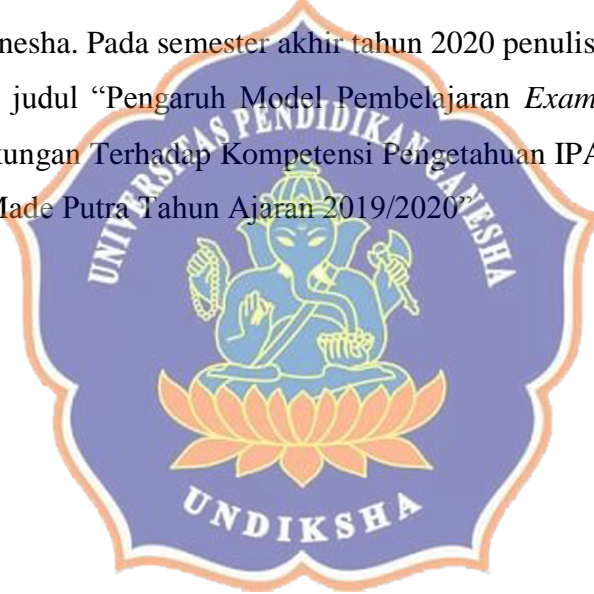 nesha. Pada semester akhir tahun 2020 penulis
judul “Pengaruh Model Pembelajaran Exam
kungan Terhadap Kompetensi Pengetahuan IPA
Made Putra Tahun Ajaran 2019/2020”
UNIVERSITAS PENDIDIKAN GANESHA
UNDIKSHA